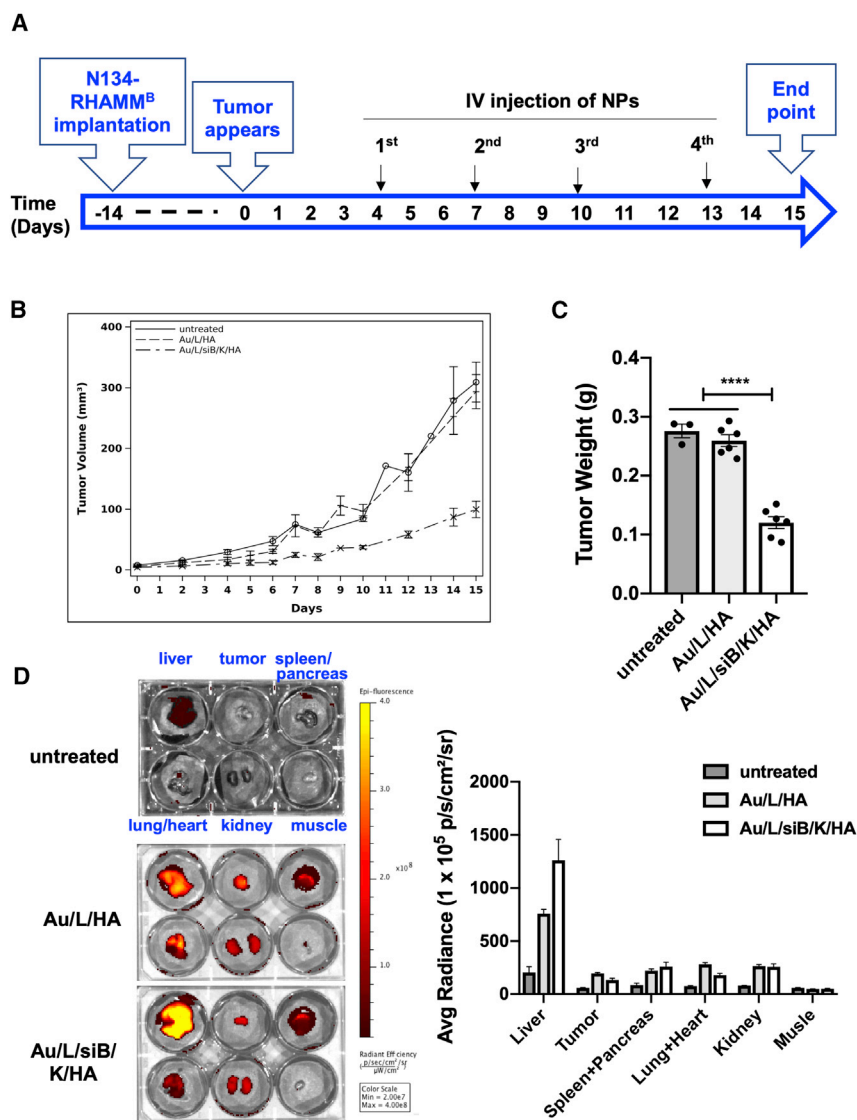 A
N134-
RHAMMᴮ
implantation
Tumor
appears
IV injection of NPs
1st
2nd
3rd
4th
End
point
Time
(Days)
-14 0 1 2 3 4 5 6 7 8 9 10 11 12 13 14 15
B
untreated
Au/L/HA
Au/L/siB/K/HA
Tumor Volume (mm³)
400
300
200
100
0
0 1 2 3 4 5 6 7 8 9 10 11 12 13 14 15
Days
C
Tumor Weight (g)
0.4
0.3
0.2
0.1
0.0
****
untreated
Au/L/HA
Au/L/siB/K/HA
D
liver tumor spleen/
pancreas
untreated
lung/heart kidney muscle
Au/L/HA
Au/L/siB/
K/HA
Epi-fluorescence
4.0
3.0
2.0
x10⁸
1.0
Radiant Efficiency
(p/sec/cm²/sr / µW/cm²)
Color Scale
Min = 2.00e7
Max = 4.00e8
Avg Radiance (1 x 10⁵ p/s/cm²/sr)
2000
1500
1000
500
0
untreated
Au/L/HA
Au/L/siB/K/HA
Liver
Tumor
Spleen+Pancreas
Lung+Heart
Kidney
Musle